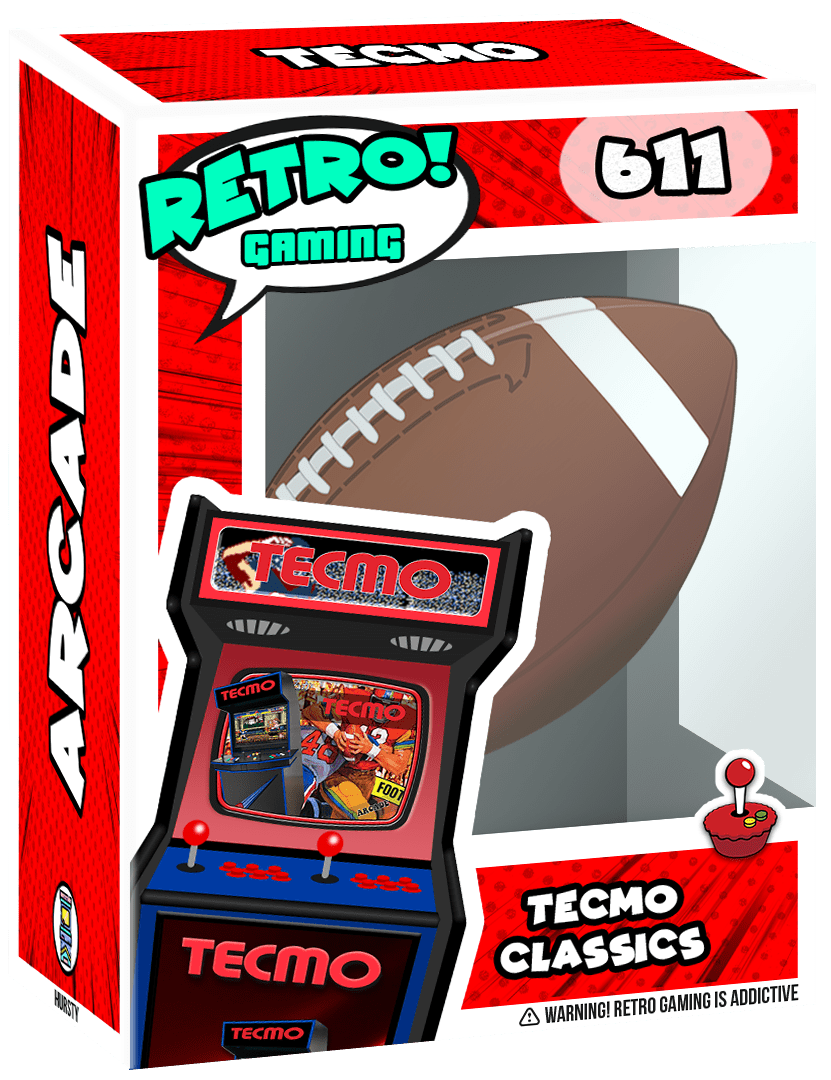 TECMO
RETRO!
GAMING
611
ARCADE
TECMO
TECMO
TECMO
FOOT
ARCADE
TECMO
TECMO
TECMO
CLASSICS
WARNING! RETRO GAMING IS ADDICTIVE
HURSTY